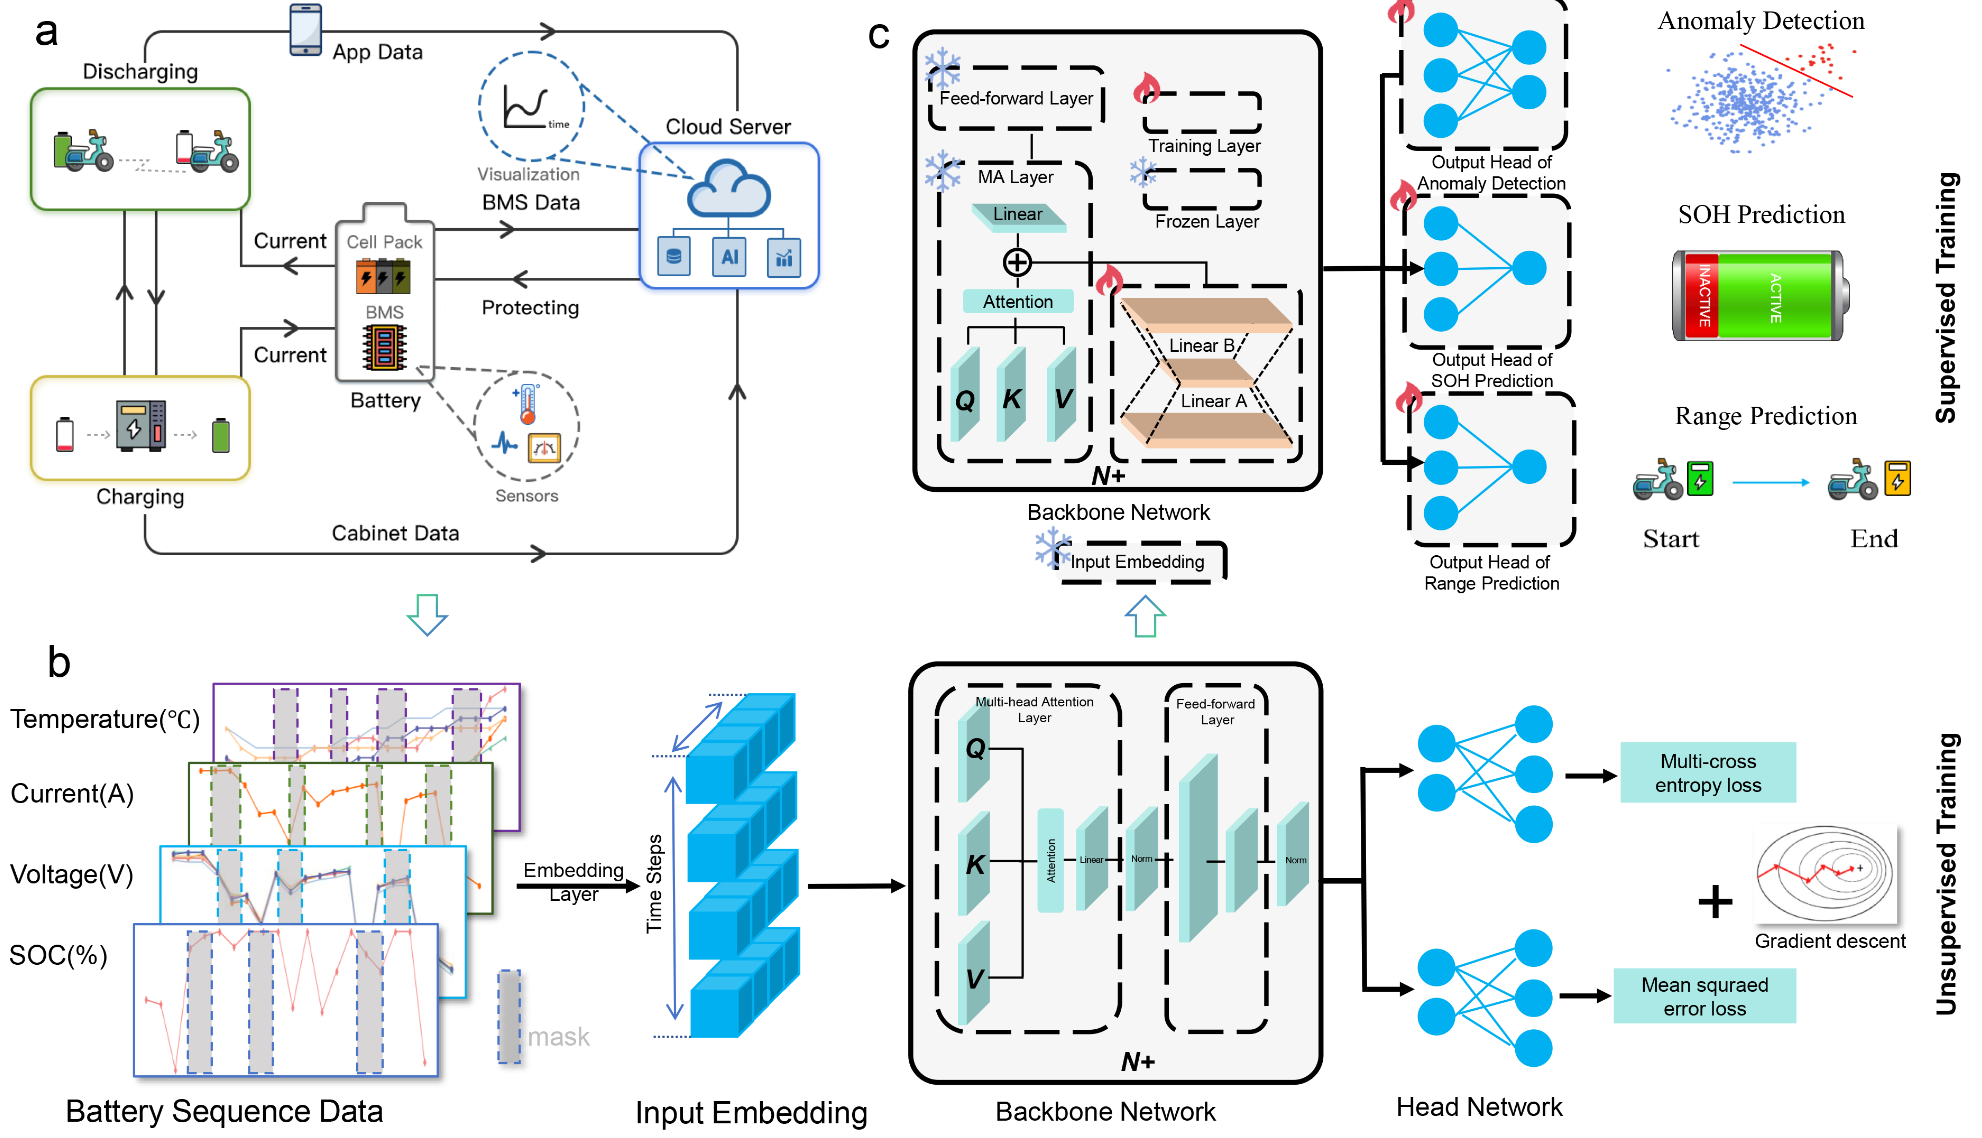 a
App Data
Discharging
Visualization
time
BMS Data
Cloud Server
AI
Current
Cell Pack
BMS
Protecting
Current
Battery
Sensors
Charging
Cabinet Data
c
Feed-forward Layer
Training Layer
MA Layer
Frozen Layer
Linear
Attention
Q
K
V
Linear B
Linear A
N+
Backbone Network
Input Embedding
Output Head of
Anomaly Detection
Output Head of
SOH Prediction
Output Head of
Range Prediction
Anomaly Detection
SOH Prediction
INACTIVE
ACTIVE
Range Prediction
Start
End
Supervised Training
b
Temperature(℃)
Current(A)
Voltage(V)
SOC(%)
mask
Battery Sequence Data
Embedding
Layer
Time Steps
Input Embedding
Multi-head Attention
Layer
Q
K
V
Attention
Linear
Norm
Feed-forward
Layer
Norm
N+
Backbone Network
Head Network
Multi-cross
entropy loss
+
Gradient descent
Mean squraed
error loss
Unsupervised Training